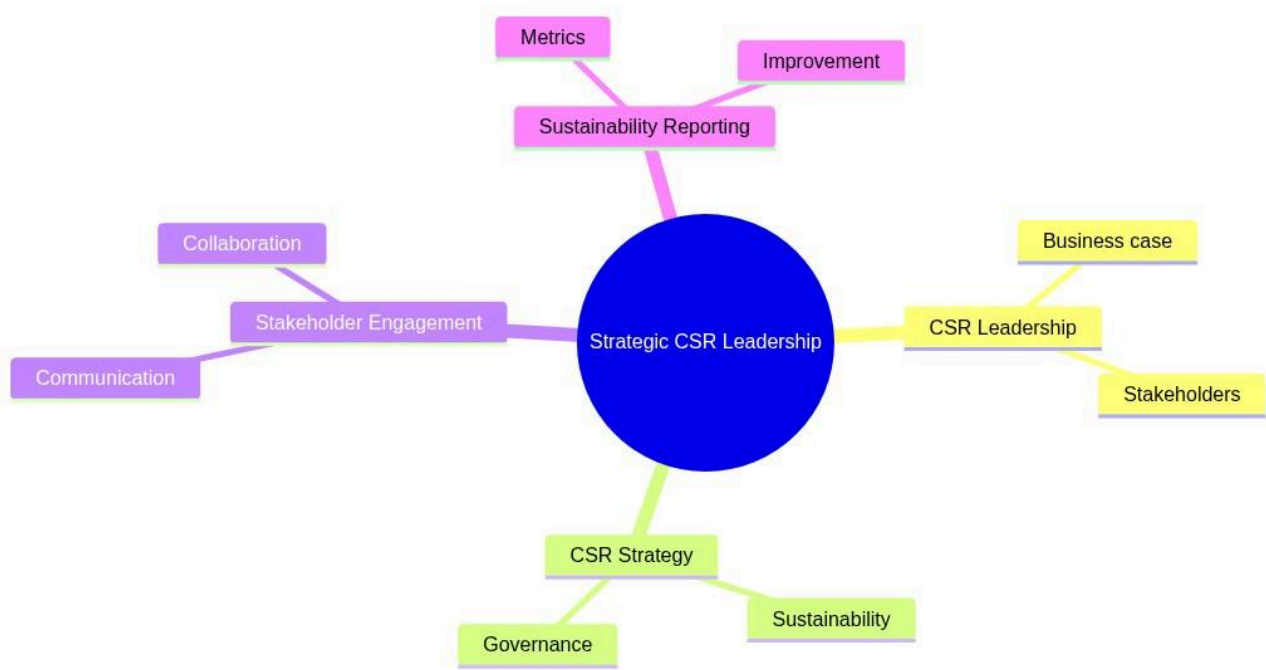 Metrics
Improvement
Sustainability Reporting
Collaboration
Stakeholder Engagement
Communication
Strategic CSR Leadership
Business case
CSR Leadership
Stakeholders
CSR Strategy
Sustainability
Governance